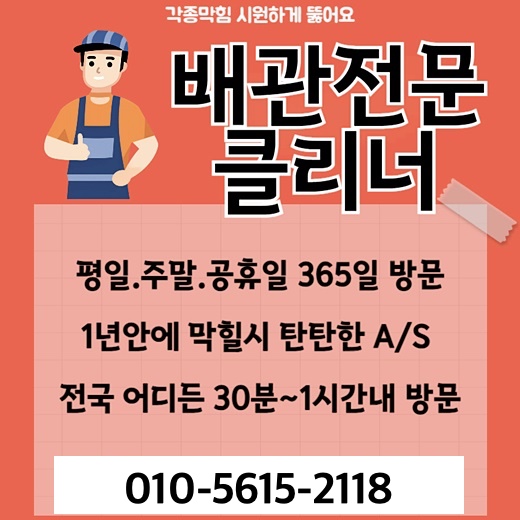 각종막힘 시원하게 뚫어요
배관전문
클리너
평일.주말.공휴일 365일 방문
1년안에 막힐시 탄탄한 A/S
전국 어디든 30분~1시간내 방문
010-5615-2118